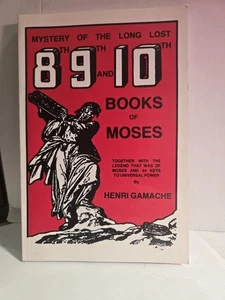 MYSTERY OF THE LONG LOST
8TH 9TH AND 10TH
BOOKS
OF
MOSES
TOGETHER WITH THE
LEGEND THAT WAS OF
MOSES AND 44 KEYS
TO UNIVERSAL POWER
By
HENRI GAMACHE